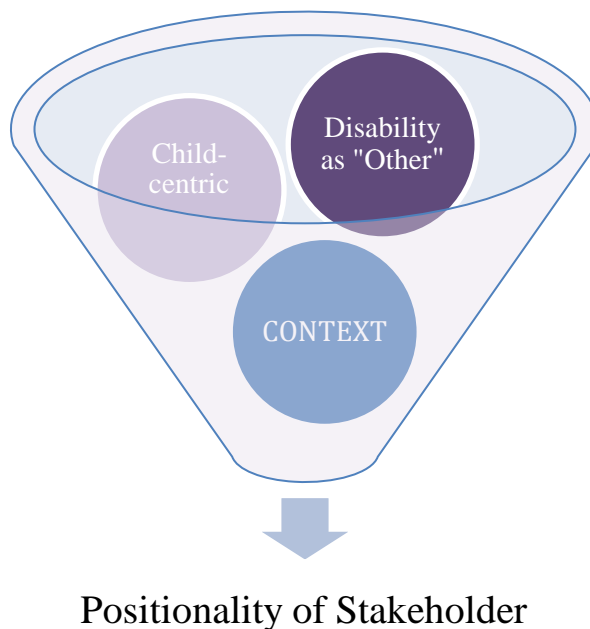 Child-
centric
Disability
as "Other"
CONTEXT
Positionality of Stakeholder